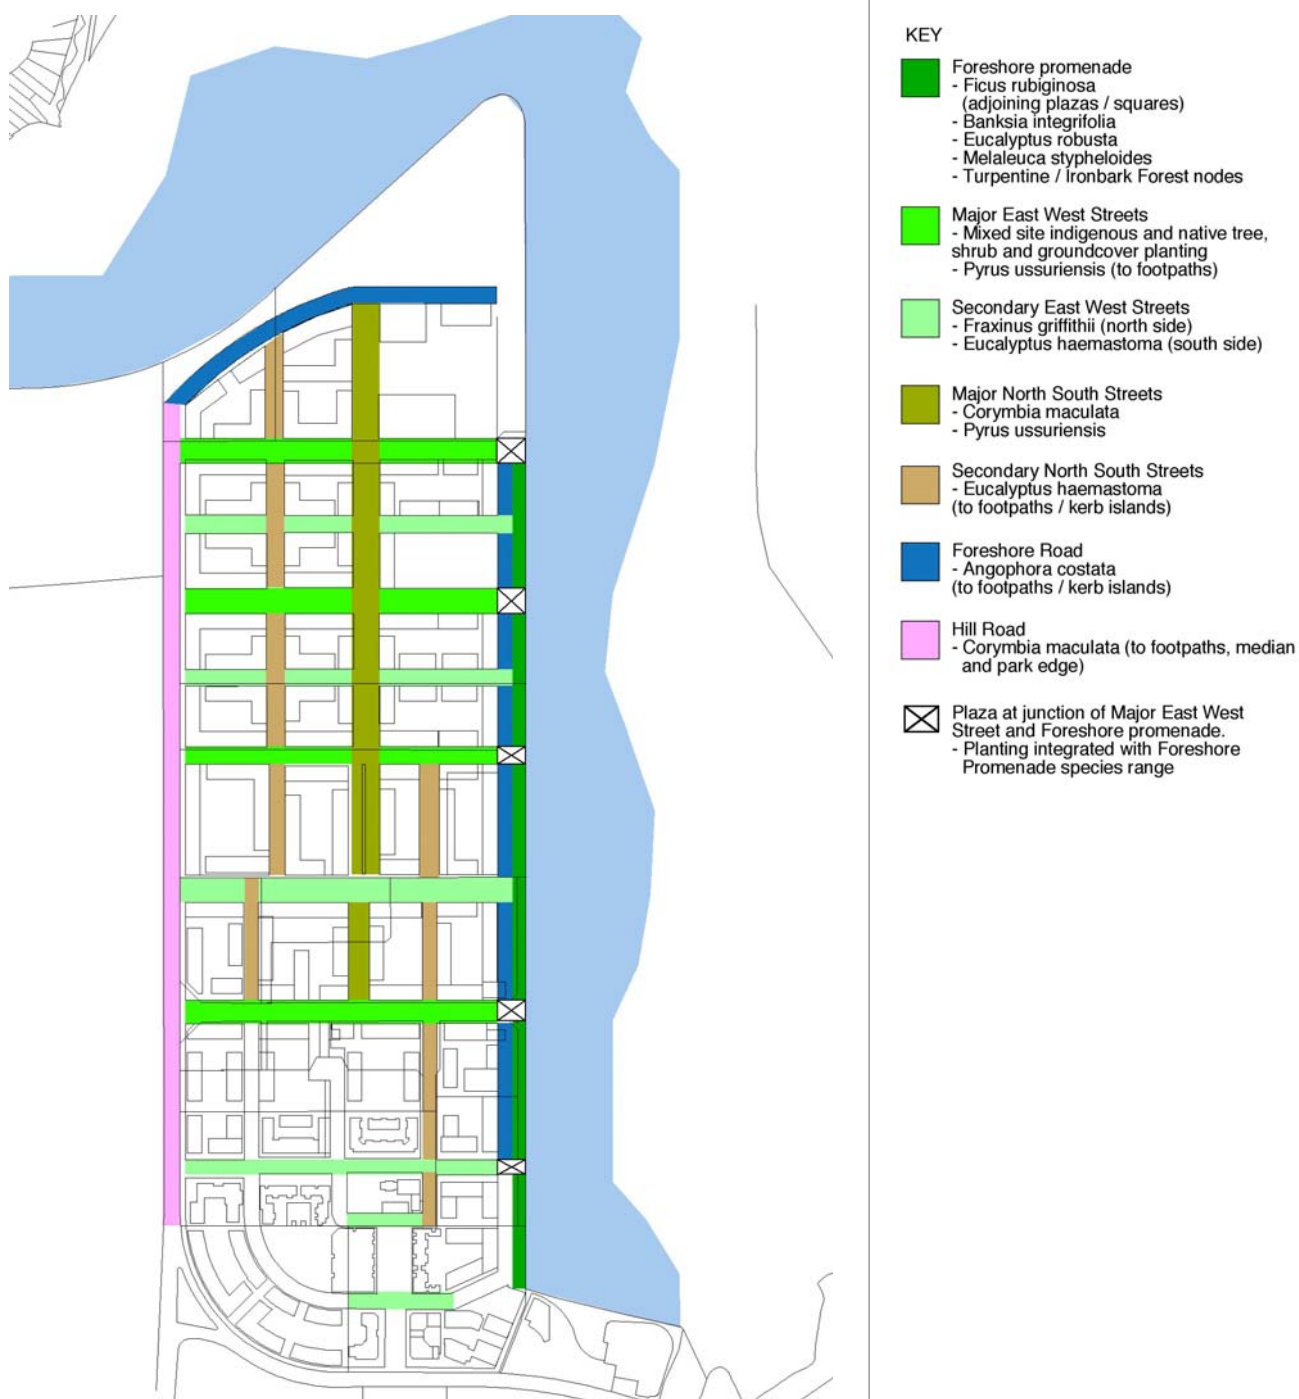 KEY
Foreshore promenade
- Ficus rubiginosa
(adjoining plazas / squares)
- Banksia integrifolia
- Eucalyptus robusta
- Melaleuca stypheloides
- Turpentine / Ironbark Forest nodes
Major East West Streets
- Mixed site indigenous and native tree,
shrub and groundcover planting
- Pyrus ussuriensis (to footpaths)
Secondary East West Streets
- Fraxinus griffithii (north side)
- Eucalyptus haemastoma (south side)
Major North South Streets
- Corymbia maculata
- Pyrus ussuriensis
Secondary North South Streets
- Eucalyptus haemastoma
(to footpaths / kerb islands)
Foreshore Road
- Angophora costata
(to footpaths / kerb islands)
Hill Road
- Corymbia maculata (to footpaths, median
and park edge)
Plaza at junction of Major East West
Street and Foreshore promenade.
- Planting integrated with Foreshore
Promenade species range